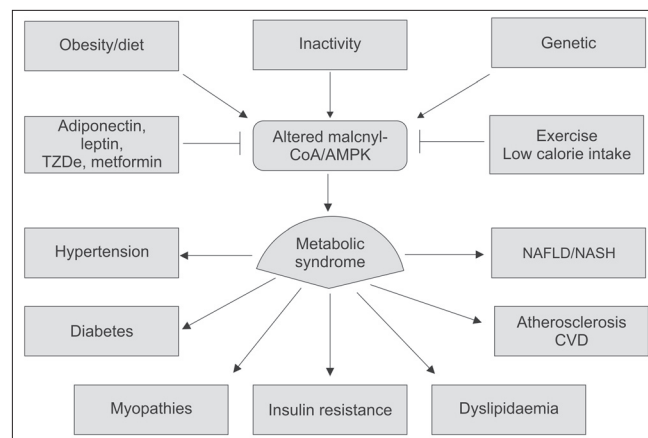 Obesity/diet
Inactivity
Genetic
Adiponectin,
leptin,
TZDe, metformin
Altered malcnyl-
CoA/AMPK
Exercise
Low calorie intake
Hypertension
Metabolic
syndrome
NAFLD/NASH
Diabetes
Atherosclerosis
CVD
Myopathies
Insulin resistance
Dyslipidaemia